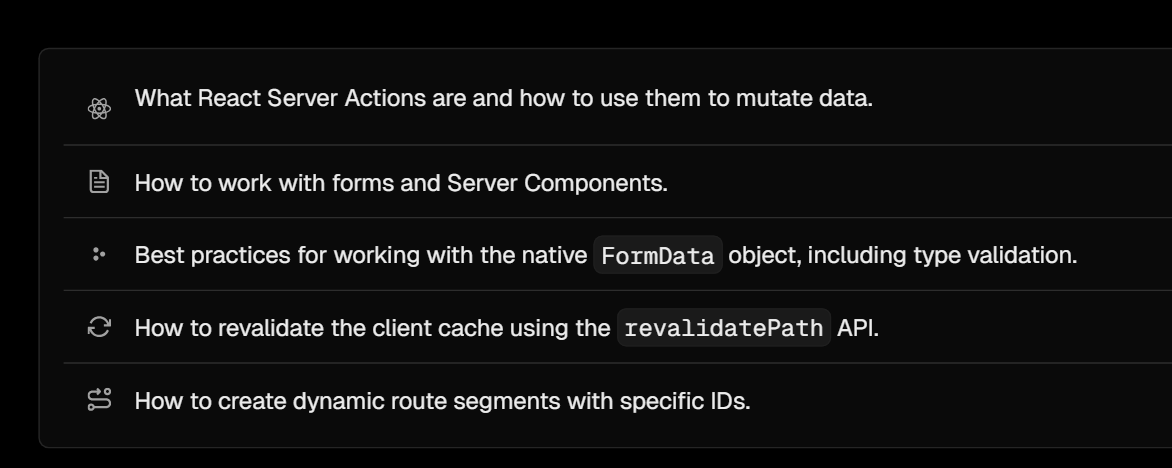 What React Server Actions are and how to use them to mutate data.
How to work with forms and Server Components.
Best practices for working with the native FormData object, including type validation.
How to revalidate the client cache using the revalidatePath API.
How to create dynamic route segments with specific IDs.